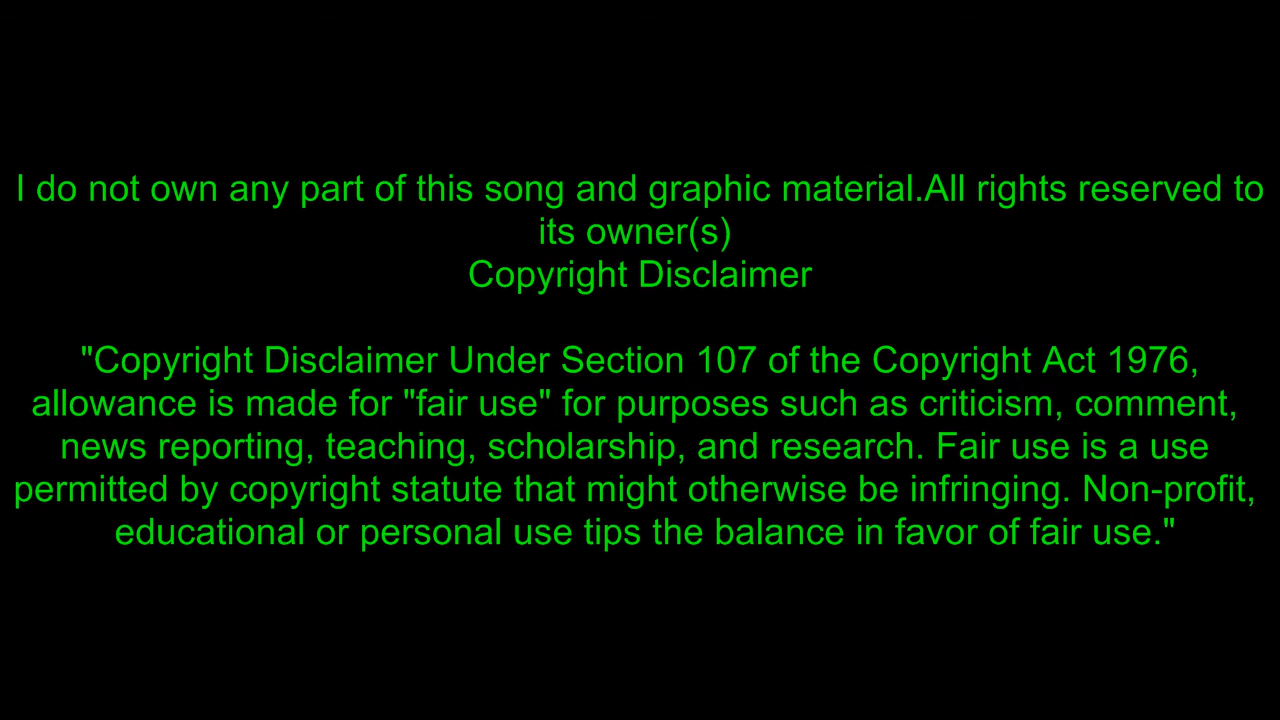 I do not own any part of this song and graphic material.All rights reserved to
its owner(s)
Copyright Disclaimer
"Copyright Disclaimer Under Section 107 of the Copyright Act 1976,
allowance is made for "fair use" for purposes such as criticism, comment,
news reporting, teaching, scholarship, and research. Fair use is a use
permitted by copyright statute that might otherwise be infringing. Non-profit,
educational or personal use tips the balance in favor of fair use."